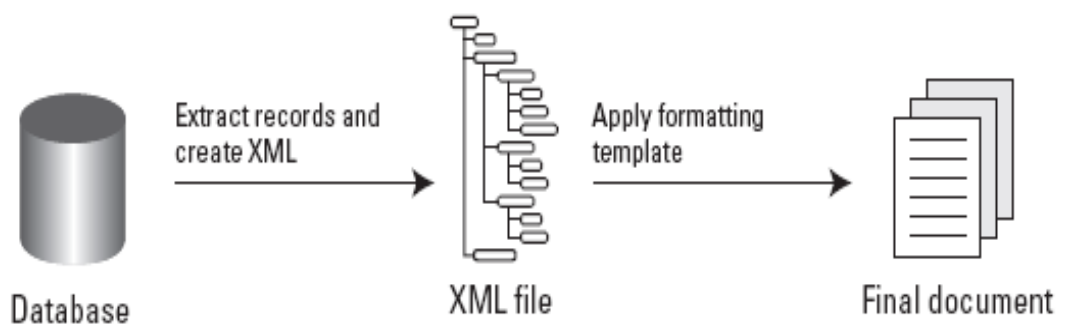 Extract records and
create XML
Apply formatting
template
Database
XML file
Final document